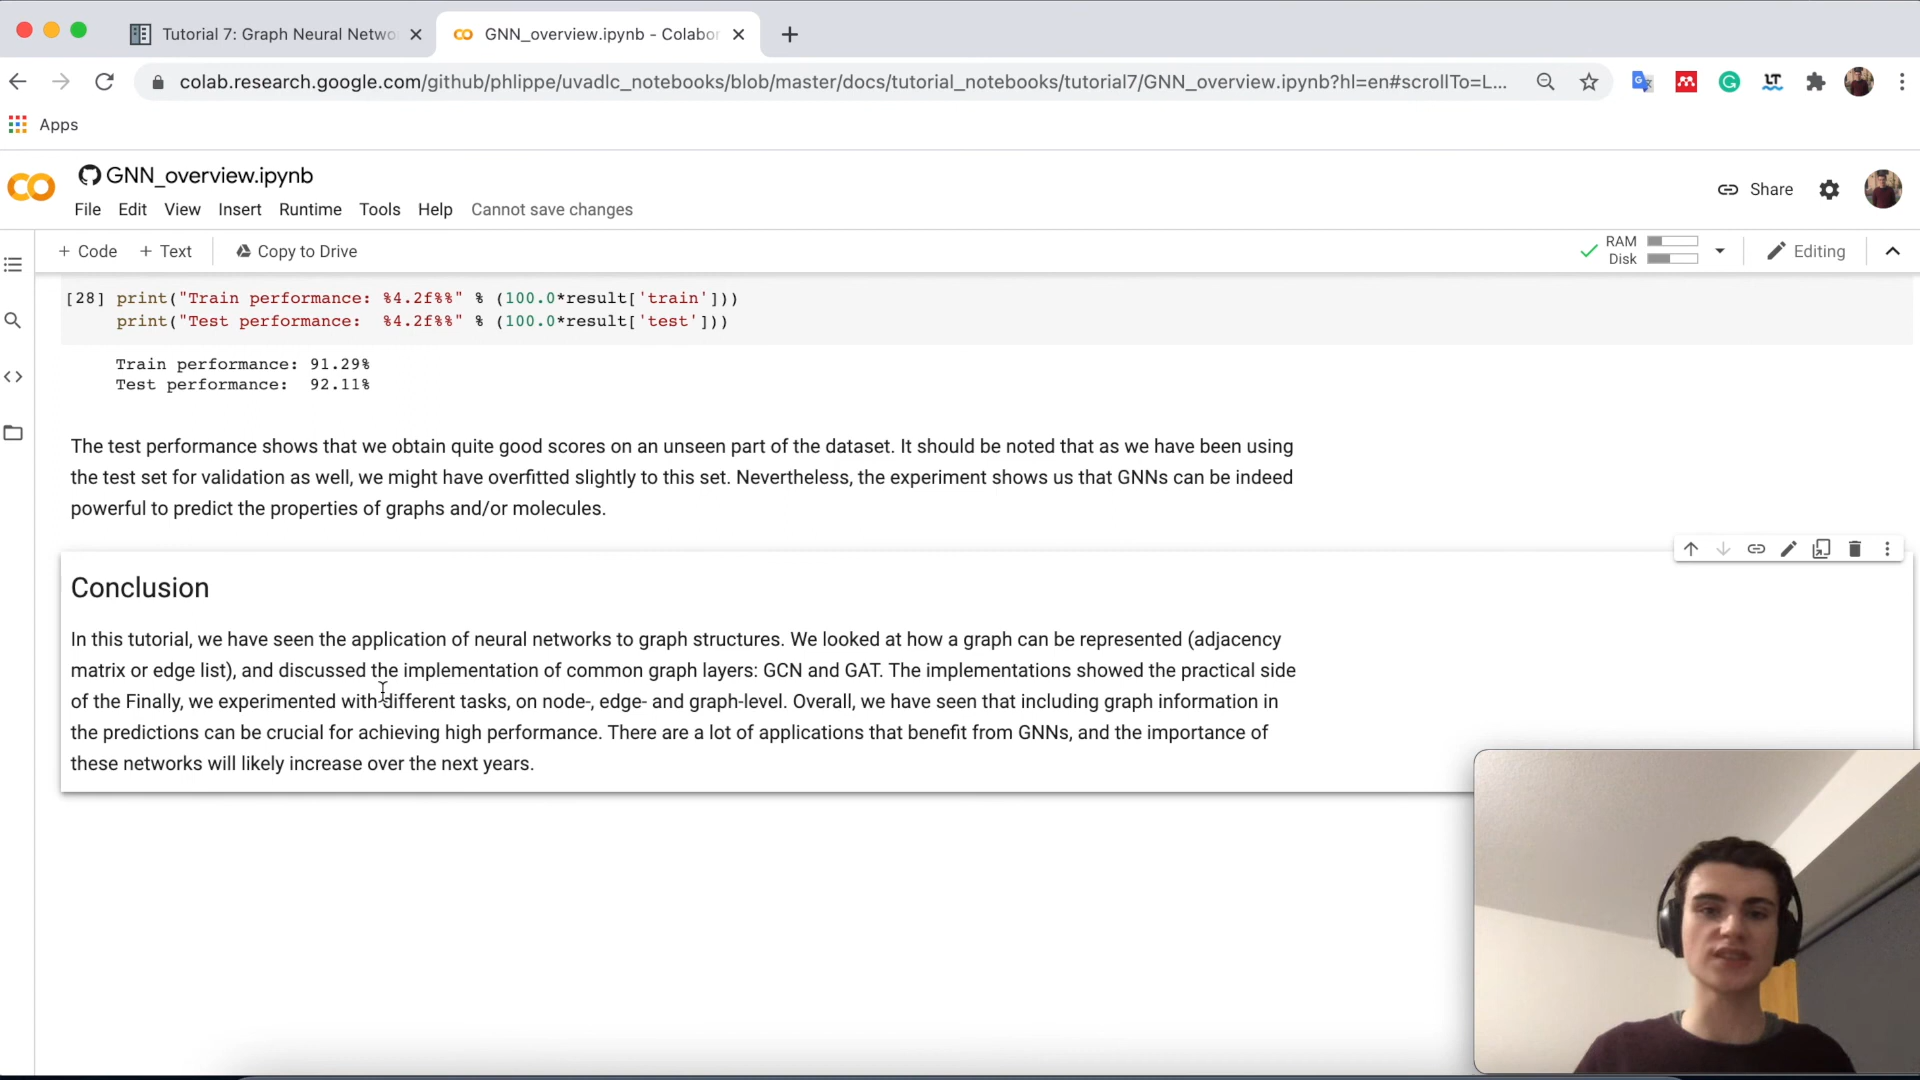 Tutorial 7: Graph Neural Netwo
GNN_overview.ipynb - Colabor
colab.research.google.com/github/phlippe/uvadlc_notebooks/blob/master/docs/tutorial_notebooks/tutorial7/GNN_overview.ipynb?hl=en#scrollTo=L...
Apps
GNN_overview.ipynb
Share
File Edit View Insert Runtime Tools Help Cannot save changes
+ Code + Text Copy to Drive
RAM
Disk
Editing
[28] print("Train performance: %4.2f%%" % (100.0*result['train']))
print("Test performance:  %4.2f%%" % (100.0*result['test']))
Train performance: 91.29%
Test performance:  92.11%
The test performance shows that we obtain quite good scores on an unseen part of the dataset. It should be noted that as we have been using
the test set for validation as well, we might have overfitted slightly to this set. Nevertheless, the experiment shows us that GNNs can be indeed
powerful to predict the properties of graphs and/or molecules.
Conclusion
In this tutorial, we have seen the application of neural networks to graph structures. We looked at how a graph can be represented (adjacency
matrix or edge list), and discussed the implementation of common graph layers: GCN and GAT. The implementations showed the practical side
of the Finally, we experimented with different tasks, on node-, edge- and graph-level. Overall, we have seen that including graph information in
the predictions can be crucial for achieving high performance. There are a lot of applications that benefit from GNNs, and the importance of
these networks will likely increase over the next years.